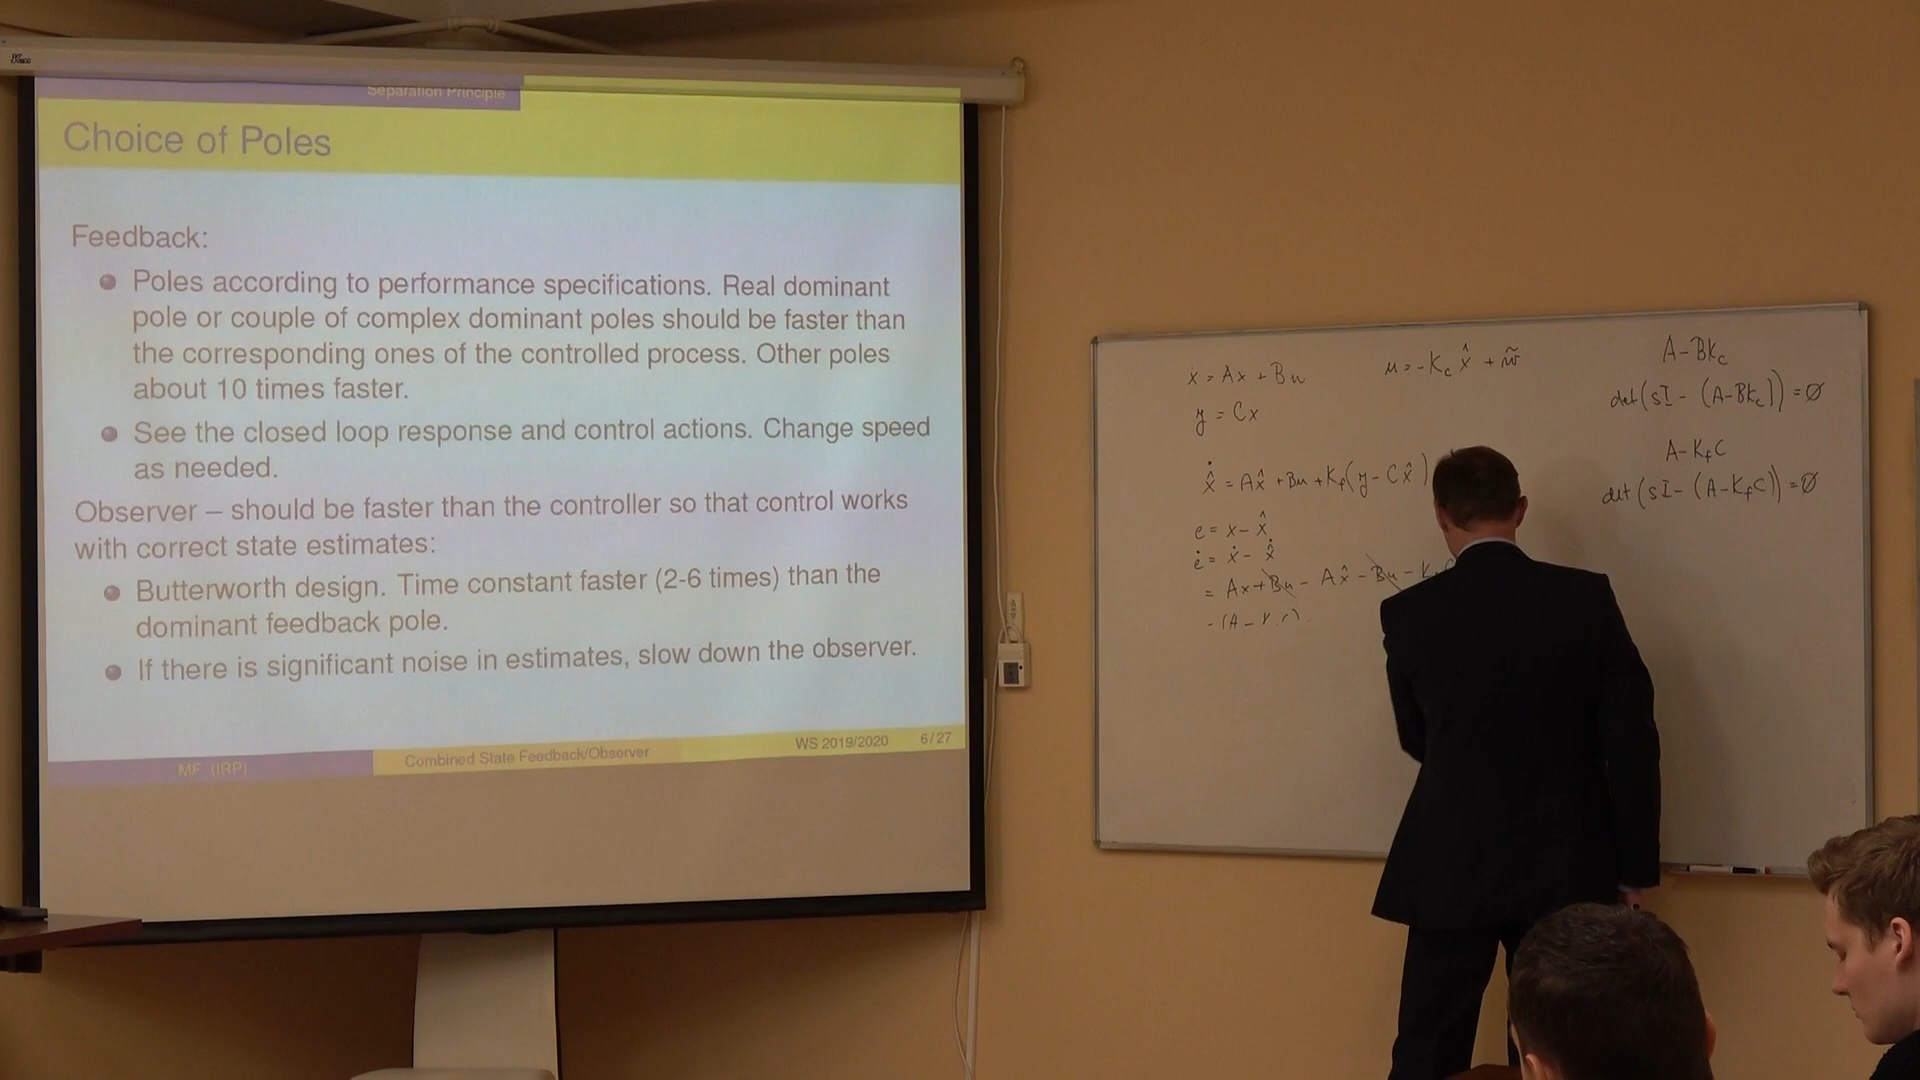 Separation Principle
Choice of Poles
Feedback:
Poles according to performance specifications. Real dominant
pole or couple of complex dominant poles should be faster than
the corresponding ones of the controlled process. Other poles
about 10 times faster.
See the closed loop response and control actions. Change speed
as needed.
Observer – should be faster than the controller so that control works
with correct state estimates:
Butterworth design. Time constant faster (2-6 times) than the
dominant feedback pole.
If there is significant noise in estimates, slow down the observer.
MF (IRP)
Combined State Feedback/Observer
WS 2019/2020
6/27
ẋ = Ax + Bu
y = Cx
x̂̇ = Ax̂ + Bu + K_f(y - Cx̂)
e = x - x̂
ė = ẋ - x̂̇
= Ax + Bu - Ax̂ - Bu - K
u = -K_c x̂ + w̃
A - BK_c
det(sI - (A - BK_c)) = 0
A - K_f C
det(sI - (A - K_f C)) = 0